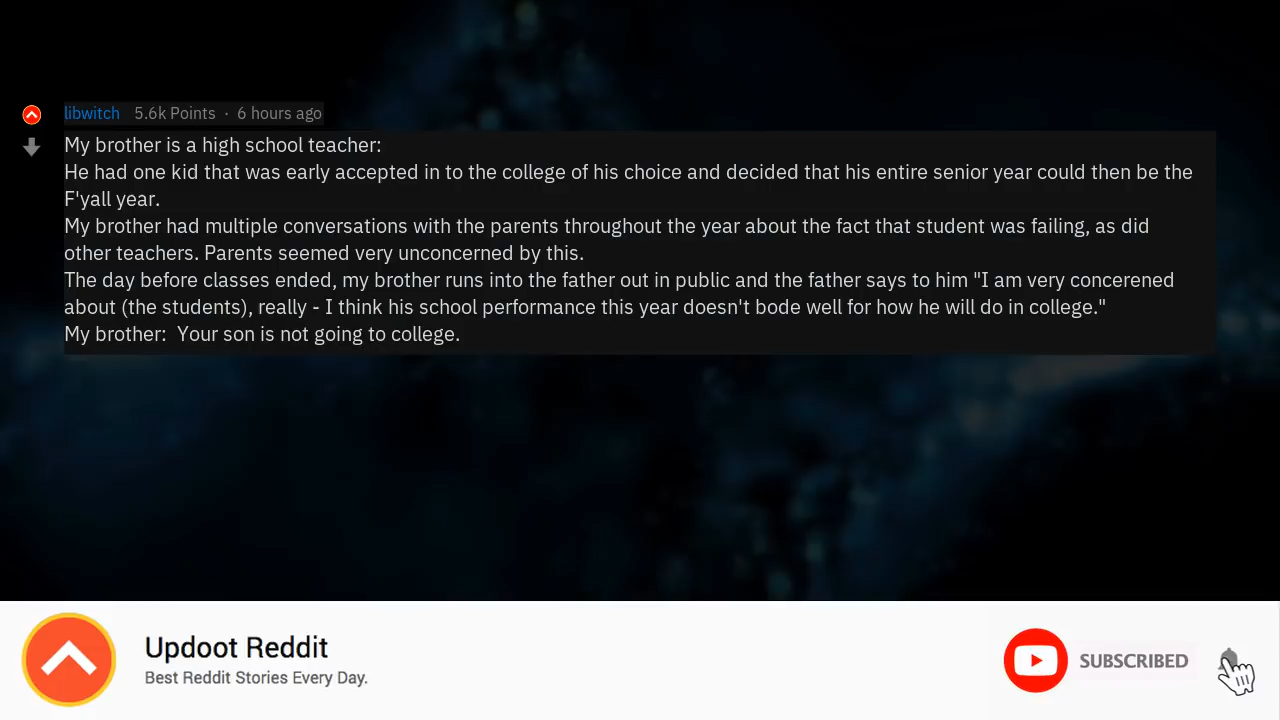 libwitch 5.6k Points · 6 hours ago
My brother is a high school teacher:
He had one kid that was early accepted in to the college of his choice and decided that his entire senior year could then be the
F'yall year.
My brother had multiple conversations with the parents throughout the year about the fact that student was failing, as did
other teachers. Parents seemed very unconcerned by this.
The day before classes ended, my brother runs into the father out in public and the father says to him "I am very concerened
about (the students), really - I think his school performance this year doesn't bode well for how he will do in college."
My brother:  Your son is not going to college.
Updoot Reddit
Best Reddit Stories Every Day.
SUBSCRIBED